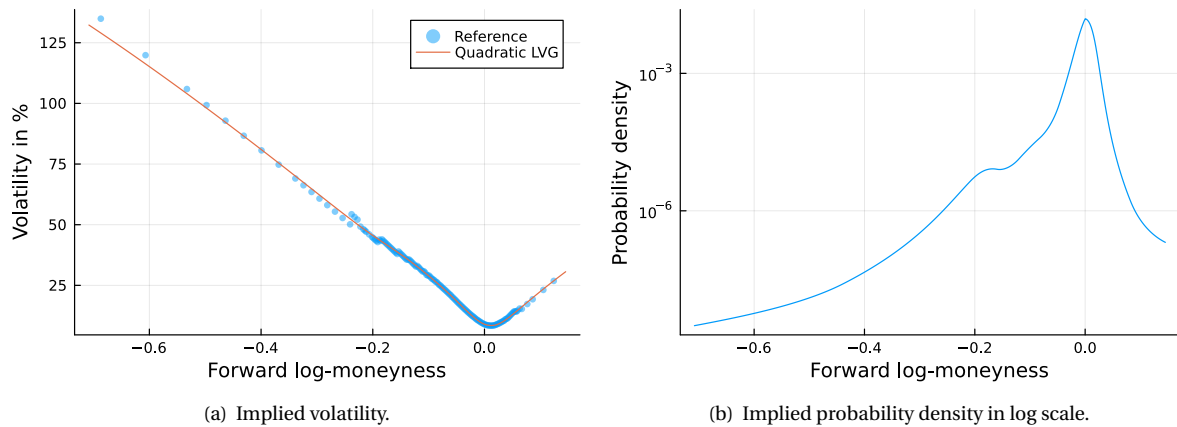 Reference
Quadratic LVG
125
100
75
50
25
Volatility in %
−0.6
−0.4
−0.2
0.0
Forward log-moneyness
(a) Implied volatility.
10⁻³
10⁻⁶
Probability density
−0.6
−0.4
−0.2
0.0
Forward log-moneyness
(b) Implied probability density in log scale.